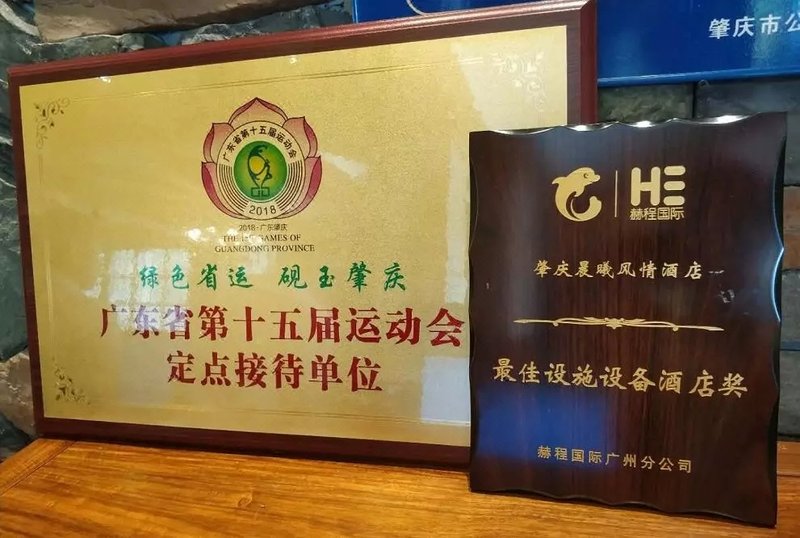 广东省第十五届运动会
2018
2018·广东肇庆
GAMES OF
GUANGDONG PROVINCE
绿色省运 砚玉肇庆
广东省第十五届运动会
定点接待单位
肇庆市公
HE
赫程国际
肇庆晨曦风情酒店
最佳设施设备酒店奖
赫程国际广州分公司